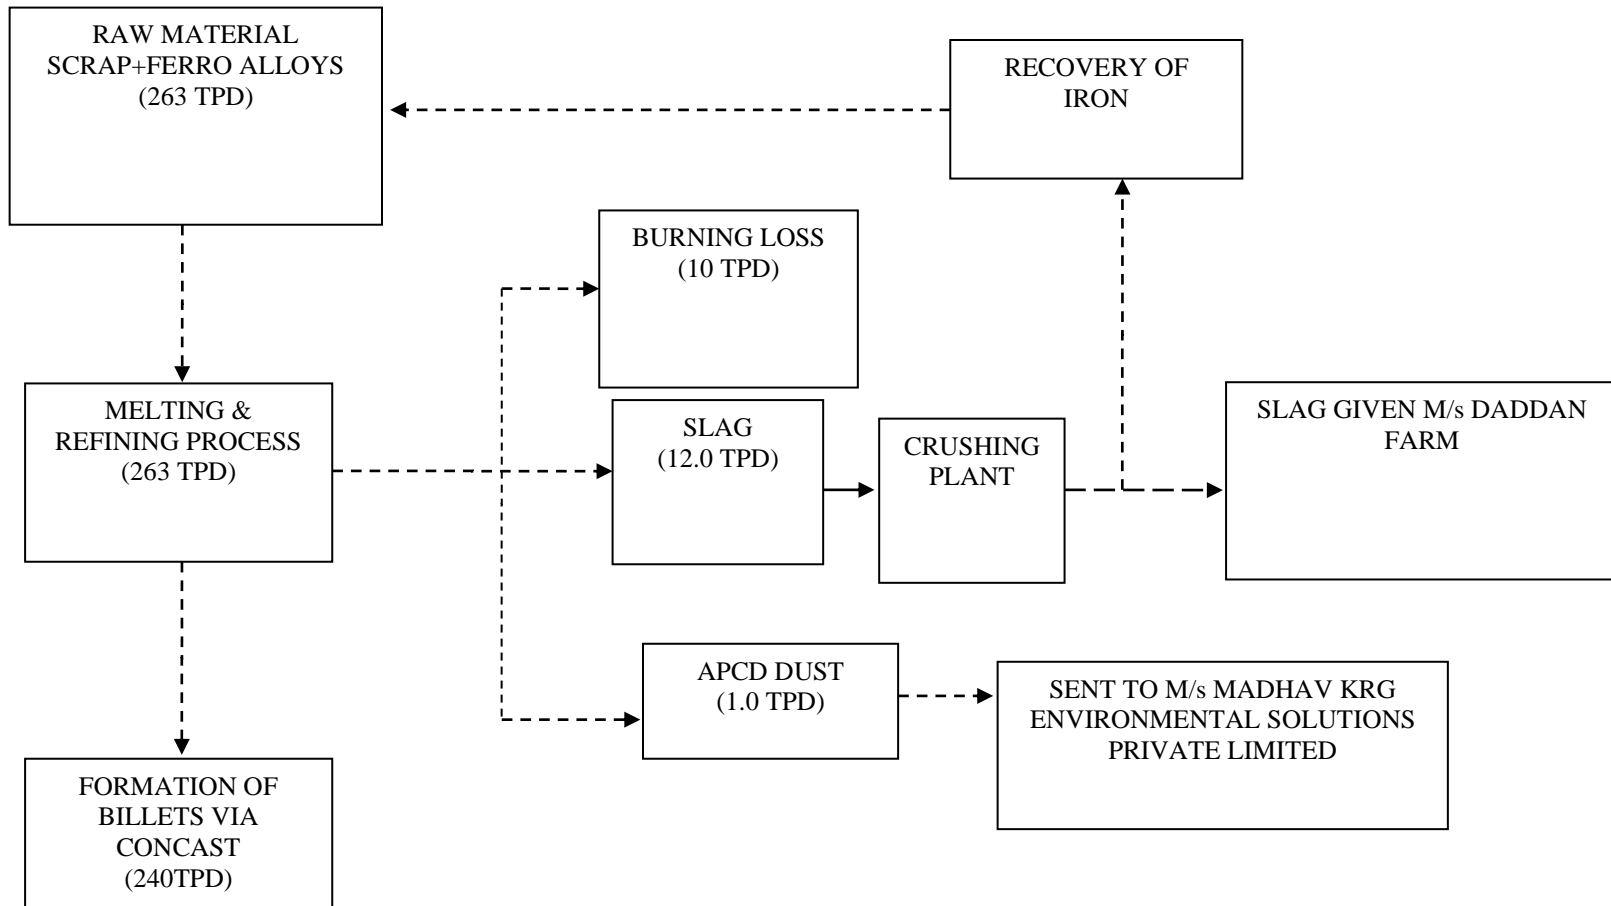 RAW MATERIAL
SCRAP+FERRO ALLOYS
(263 TPD)
RECOVERY OF
IRON
BURNING LOSS
(10 TPD)
MELTING &
REFINING PROCESS
(263 TPD)
SLAG
(12.0 TPD)
CRUSHING
PLANT
SLAG GIVEN M/s DADDAN
FARM
APCD DUST
(1.0 TPD)
SENT TO M/s MADHAV KRG
ENVIRONMENTAL SOLUTIONS
PRIVATE LIMITED
FORMATION OF
BILLETS VIA
CONCAST
(240TPD)